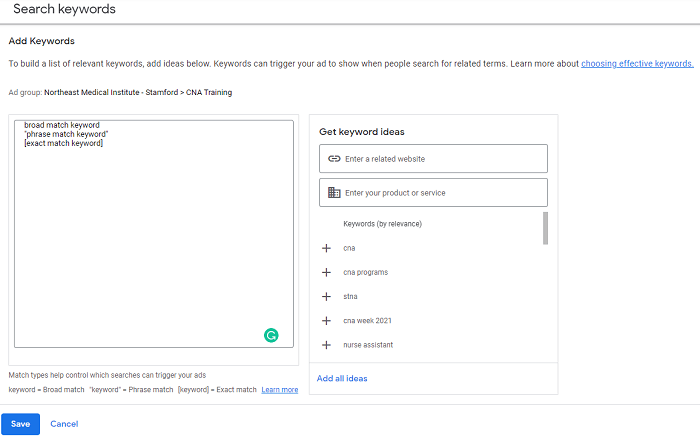 Search keywords
Add Keywords
To build a list of relevant keywords, add ideas below. Keywords can trigger your ad to show when people search for related terms. Learn more about choosing effective keywords.
Ad group: Northeast Medical Institute - Stamford > CNA Training
broad match keyword
"phrase match keyword"
[exact match keyword]
Get keyword ideas
Enter a related website
Enter your product or service
Keywords (by relevance)
cna
cna programs
stna
cna week 2021
nurse assistant
Add all ideas
Match types help control which searches can trigger your ads
keyword = Broad match "keyword" = Phrase match [keyword] = Exact match Learn more
Save Cancel